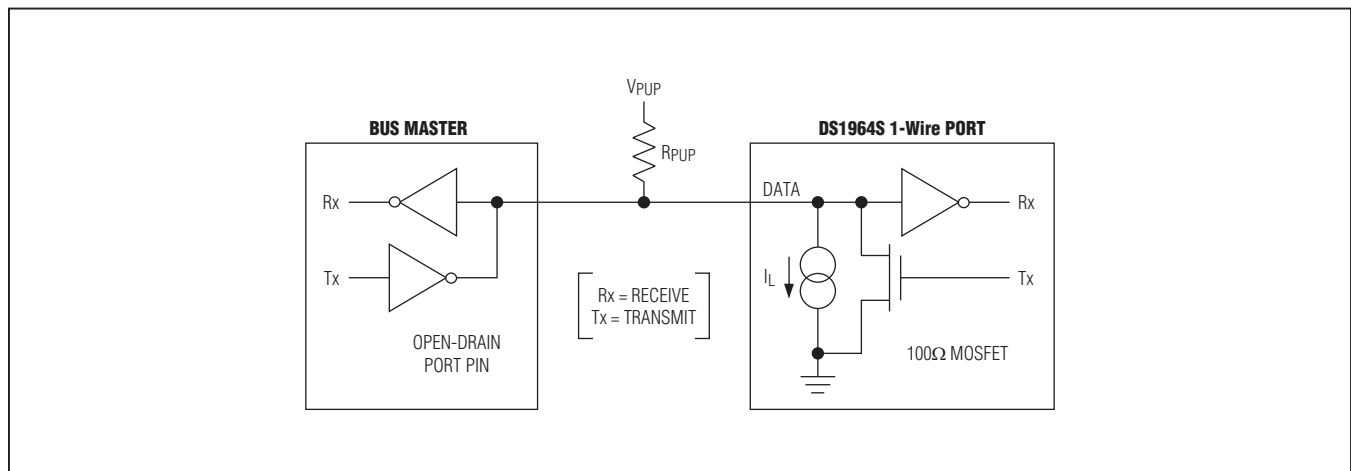 VPUP
BUS MASTER
DS1964S 1-Wire PORT
RPUP
DATA
Rx
Rx
Tx
IL
Tx
Rx = RECEIVE
Tx = TRANSMIT
OPEN-DRAIN
PORT PIN
100Ω MOSFET